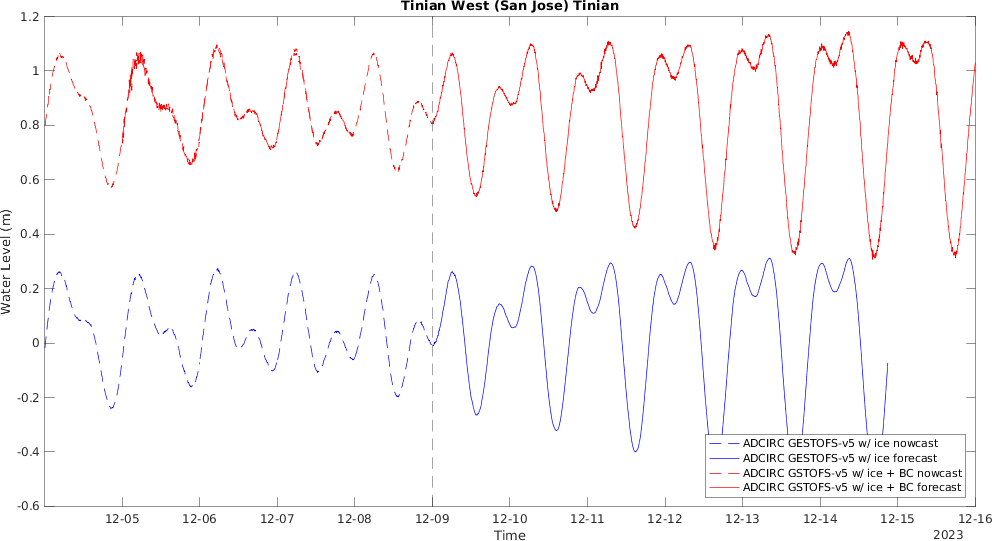 Tinian West (San Jose) Tinian
1.2
1
0.8
0.6
0.4
0.2
0
-0.2
-0.4
-0.6
Water Level (m)
ADCIRC GESTOFS-v5 w/ ice nowcast
ADCIRC GESTOFS-v5 w/ ice forecast
ADCIRC GSTOFS-v5 w/ ice + BC nowcast
ADCIRC GSTOFS-v5 w/ ice + BC forecast
12-05 12-06 12-07 12-08 12-09 12-10 12-11 12-12 12-13 12-14 12-15 12-16
Time
2023